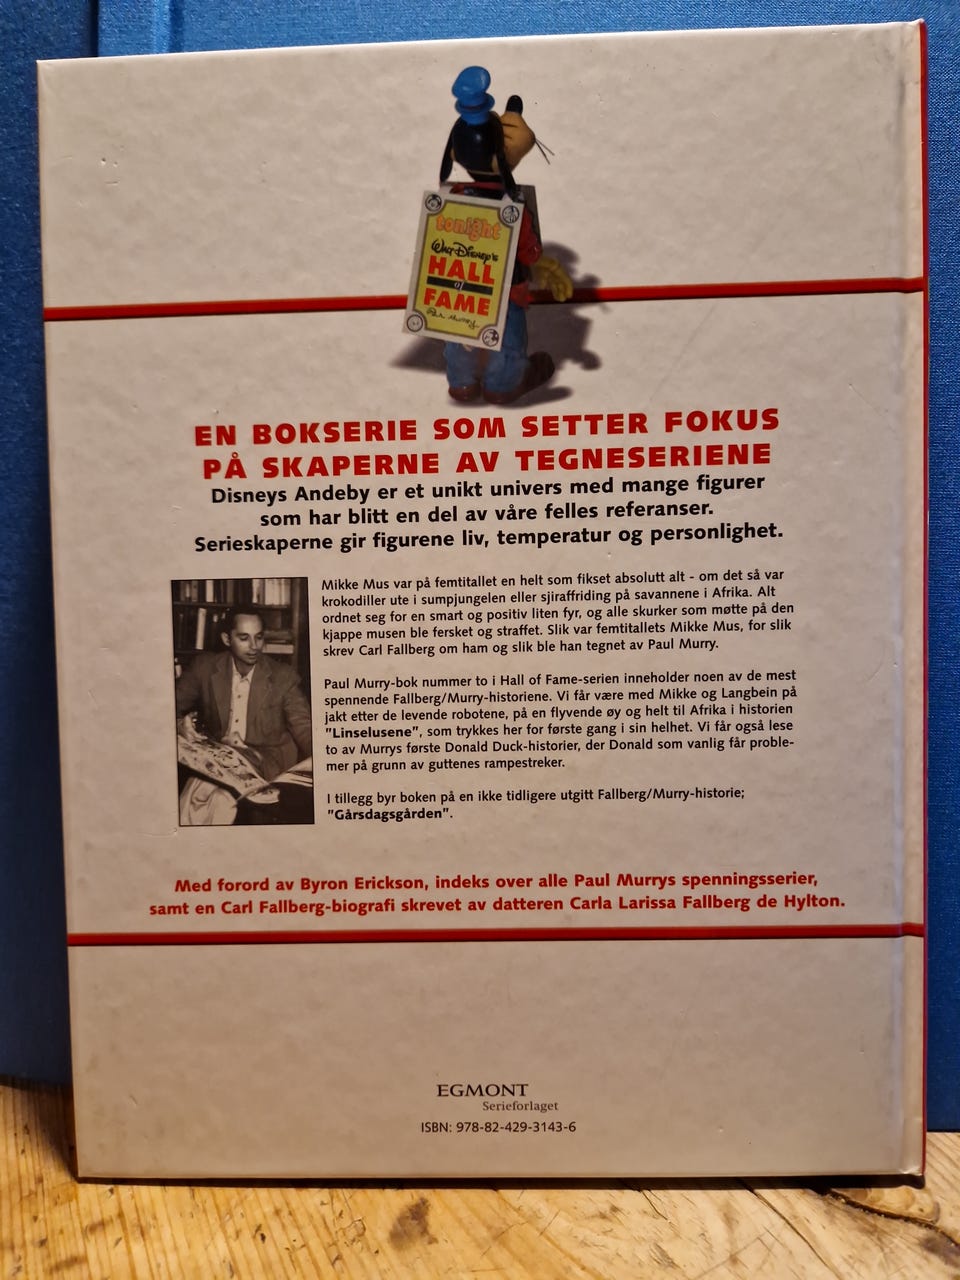 tonight
Walt Disney's
HALL
of
FAME
Paul Murry
EN BOKSERIE SOM SETTER FOKUS
PÅ SKAPERNE AV TEGNESERIENE
Disneys Andeby er et unikt univers med mange figurer
som har blitt en del av våre felles referanser.
Serieskaperne gir figurene liv, temperatur og personlighet.
Mikke Mus var på femtitallet en helt som fikset absolutt alt - om det så var
krokodiller ute i sumpjungelen eller sjiraffriding på savannene i Afrika. Alt
ordnet seg for en smart og positiv liten fyr, og alle skurker som møtte på den
kjappe musen ble fersket og straffet. Slik var femtitallets Mikke Mus, for slik
skrev Carl Fallberg om ham og slik ble han tegnet av Paul Murry.
Paul Murry-bok nummer to i Hall of Fame-serien inneholder noen av de mest
spennende Fallberg/Murry-historiene. Vi får være med Mikke og Langbein på
jakt etter de levende robotene, på en flyvende øy og helt til Afrika i historien
"Linselusene", som trykkes her for første gang i sin helhet. Vi får også lese
to av Murrys første Donald Duck-historier, der Donald som vanlig får proble-
mer på grunn av guttenes rampestreker.
I tillegg byr boken på en ikke tidligere utgitt Fallberg/Murry-historie;
"Gårsdagsgården".
Med forord av Byron Erickson, indeks over alle Paul Murrys spenningsserier,
samt en Carl Fallberg-biografi skrevet av datteren Carla Larissa Fallberg de Hylton.
EGMONT
Serieforlaget
ISBN: 978-82-429-3143-6